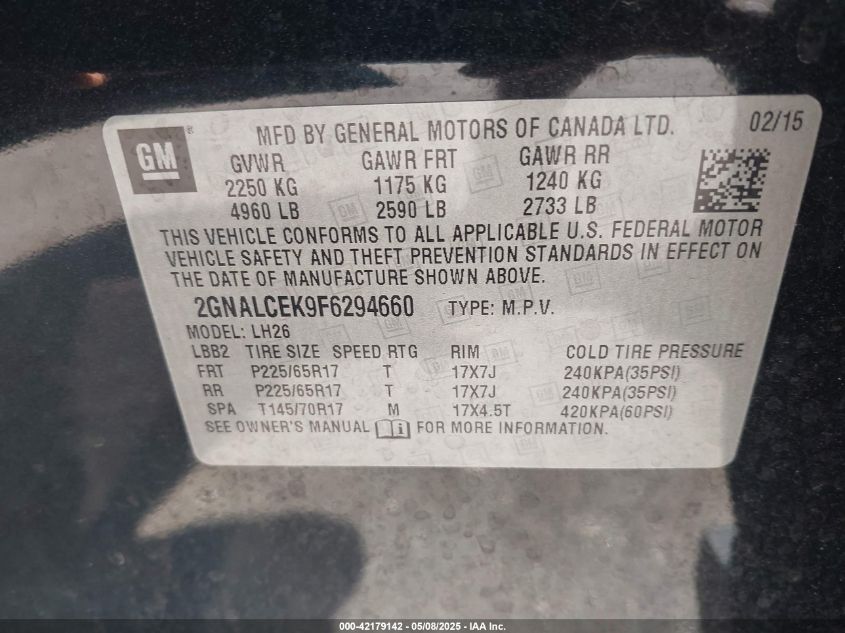 GM ®
MFD BY GENERAL MOTORS OF CANADA LTD. 02/15
GVWR GAWR FRT GAWR RR
2250 KG 1175 KG 1240 KG
4960 LB 2590 LB 2733 LB
THIS VEHICLE CONFORMS TO ALL APPLICABLE U.S. FEDERAL MOTOR
VEHICLE SAFETY AND THEFT PREVENTION STANDARDS IN EFFECT ON
THE DATE OF MANUFACTURE SHOWN ABOVE.
2GNALCEK9F6294660 TYPE: M.P.V.
MODEL: LH26
LBB2 TIRE SIZE SPEED RTG RIM COLD TIRE PRESSURE
FRT P225/65R17 T 17X7J 240KPA(35PSI)
RR P225/65R17 T 17X7J 240KPA(35PSI)
SPA T145/70R17 M 17X4.5T 420KPA(60PSI)
SEE OWNER'S MANUAL FOR MORE INFORMATION.
000-42179142 - 05/08/2025 - IAA Inc.